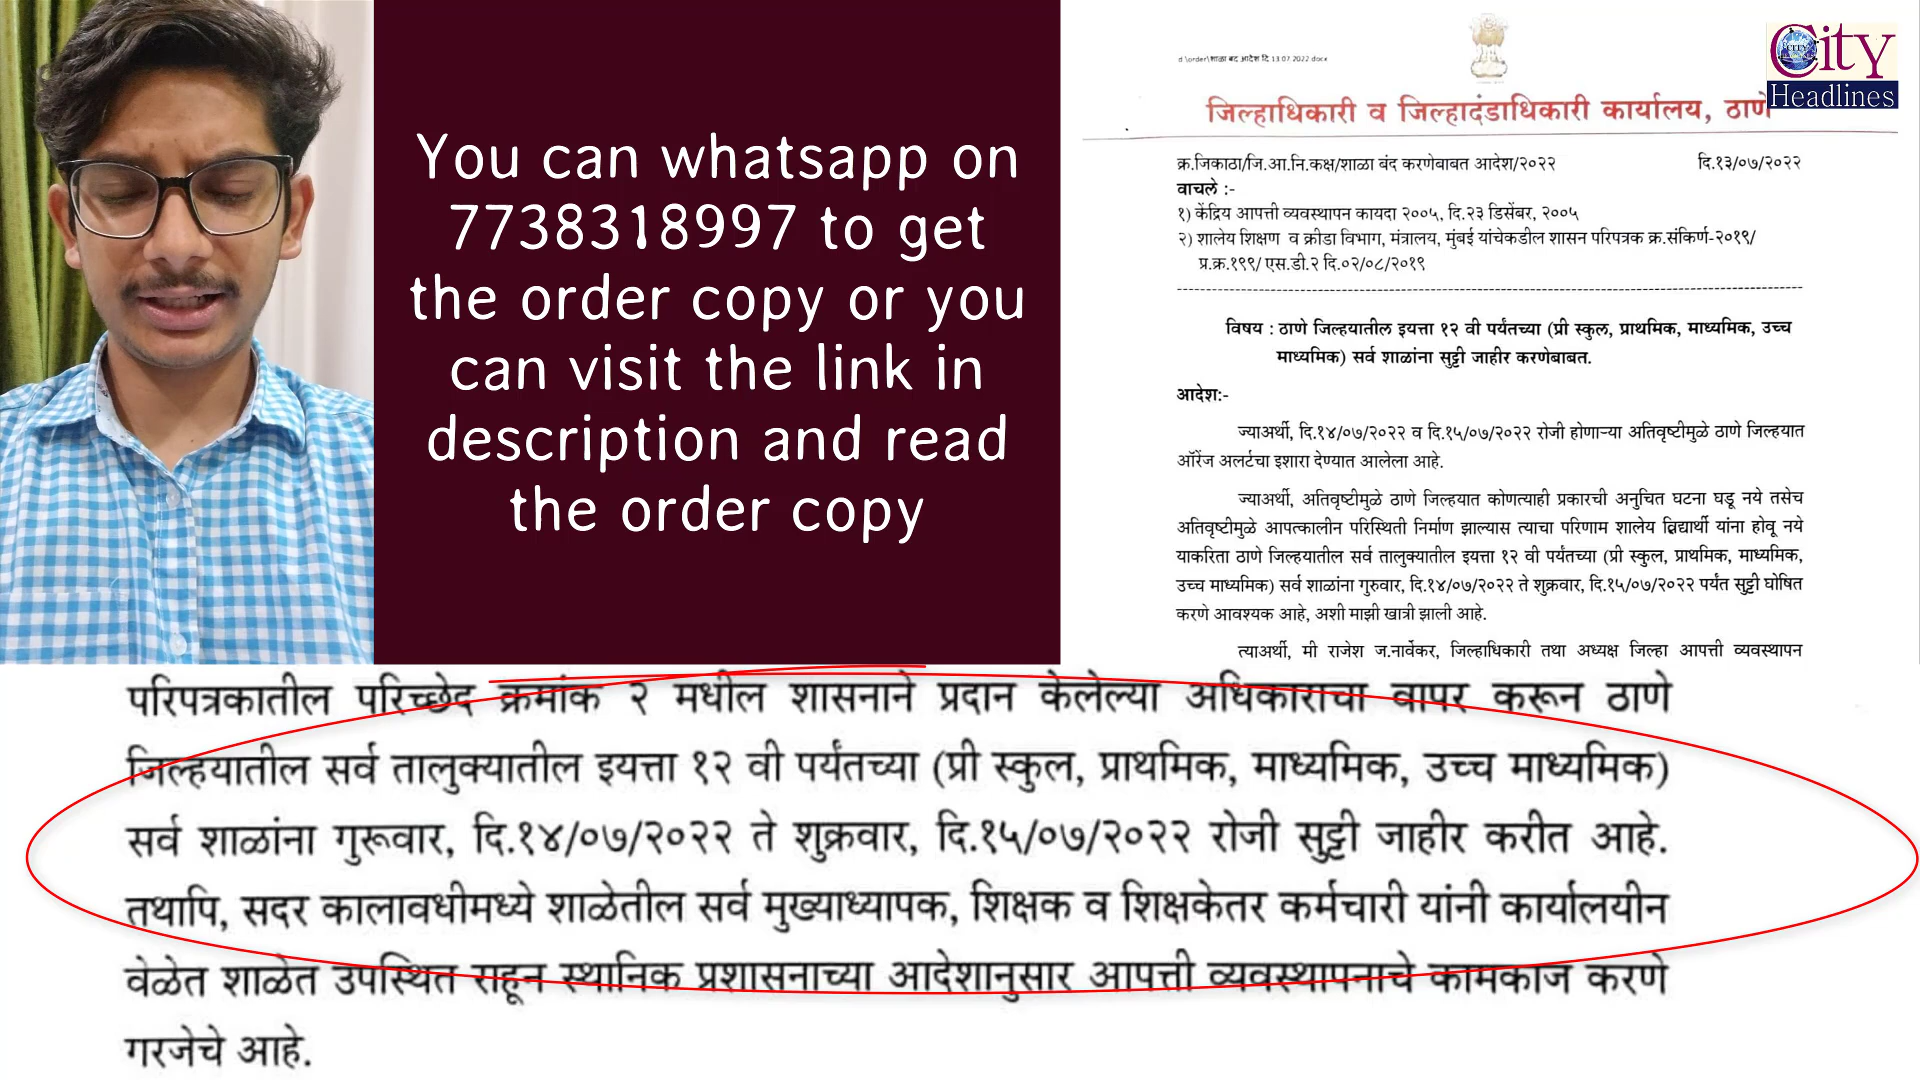 You can whatsapp on
7738318997 to get
the order copy or you
can visit the link in
description and read
the order copy
d:\order\शाळा बंद आदेश दि.13.07.2022.docx
City
Headlines
जिल्हाधिकारी व जिल्हादंडाधिकारी कार्यालय, ठाणे
क्र.जिकाठा/जि.आ.नि.कक्ष/शाळा बंद करणेबाबत आदेश/२०२२ दि.१३/०७/२०२२
वाचले :-
१) केंद्रिय आपत्ती व्यवस्थापन कायदा २००५, दि.२३ डिसेंबर, २००५
२) शालेय शिक्षण व क्रीडा विभाग, मंत्रालय, मुंबई यांचेकडील शासन परिपत्रक क्र.संकिर्ण-२०१९/
प्र.क्र.१९९/ एस.डी.२ दि.०२/०८/२०१९
विषय : ठाणे जिल्हयातील इयत्ता १२ वी पर्यंतच्या (प्री स्कुल, प्राथमिक, माध्यमिक, उच्च
माध्यमिक) सर्व शाळांना सुट्टी जाहीर करणेबाबत.
आदेश:-
ज्याअर्थी, दि.१४/०७/२०२२ व दि.१५/०७/२०२२ रोजी होणाऱ्या अतिवृष्टीमुळे ठाणे जिल्हयात
ऑरेंज अलर्टचा इशारा देण्यात आलेला आहे.
ज्याअर्थी, अतिवृष्टीमुळे ठाणे जिल्हयात कोणत्याही प्रकारची अनुचित घटना घडू नये तसेच
अतिवृष्टीमुळे आपत्कालीन परिस्थिती निर्माण झाल्यास त्याचा परिणाम शालेय विद्यार्थी यांना होवू नये
याकरिता ठाणे जिल्हयातील सर्व तालुक्यातील इयत्ता १२ वी पर्यंतच्या (प्री स्कुल, प्राथमिक, माध्यमिक,
उच्च माध्यमिक) सर्व शाळांना गुरुवार, दि.१४/०७/२०२२ ते शुक्रवार, दि.१५/०७/२०२२ पर्यंत सुट्टी घोषित
करणे आवश्यक आहे, अशी माझी खात्री झाली आहे.
त्याअर्थी, मी राजेश ज.नार्वेकर, जिल्हाधिकारी तथा अध्यक्ष जिल्हा आपत्ती व्यवस्थापन
परिपत्रकातील परिच्छेद क्रमांक २ मधील शासनाने प्रदान केलेल्या अधिकाराचा वापर करून ठाणे
जिल्हयातील सर्व तालुक्यातील इयत्ता १२ वी पर्यंतच्या (प्री स्कुल, प्राथमिक, माध्यमिक, उच्च माध्यमिक)
सर्व शाळांना गुरूवार, दि.१४/०७/२०२२ ते शुक्रवार, दि.१५/०७/२०२२ रोजी सुट्टी जाहीर करीत आहे.
तथापि, सदर कालावधीमध्ये शाळेतील सर्व मुख्याध्यापक, शिक्षक व शिक्षकेतर कर्मचारी यांनी कार्यालयीन
वेळेत शाळेत उपस्थित राहून स्थानिक प्रशासनाच्या आदेशानुसार आपत्ती व्यवस्थापनाचे कामकाज करणे
गरजेचे आहे.